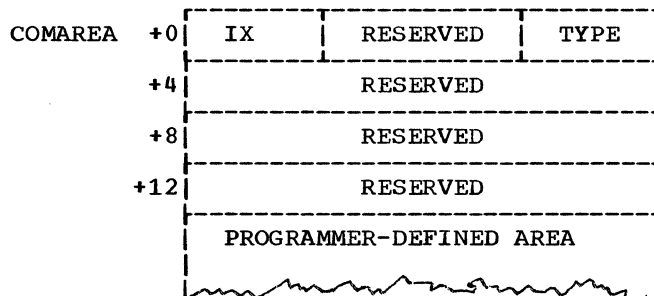 COMAREA +0 IX RESERVED TYPE
+4 RESERVED
+8 RESERVED
+12 RESERVED
PROGRAMMER-DEFINED AREA